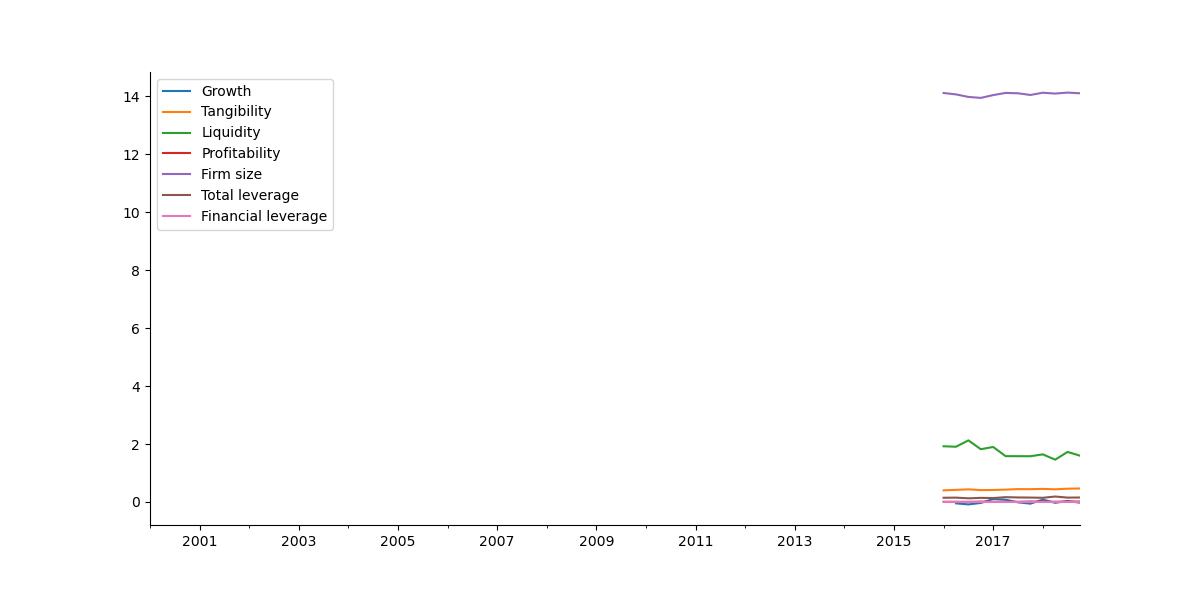 Growth
Tangibility
Liquidity
Profitability
Firm size
Total leverage
Financial leverage
14
12
10
8
6
4
2
0
2001 2003 2005 2007 2009 2011 2013 2015 2017